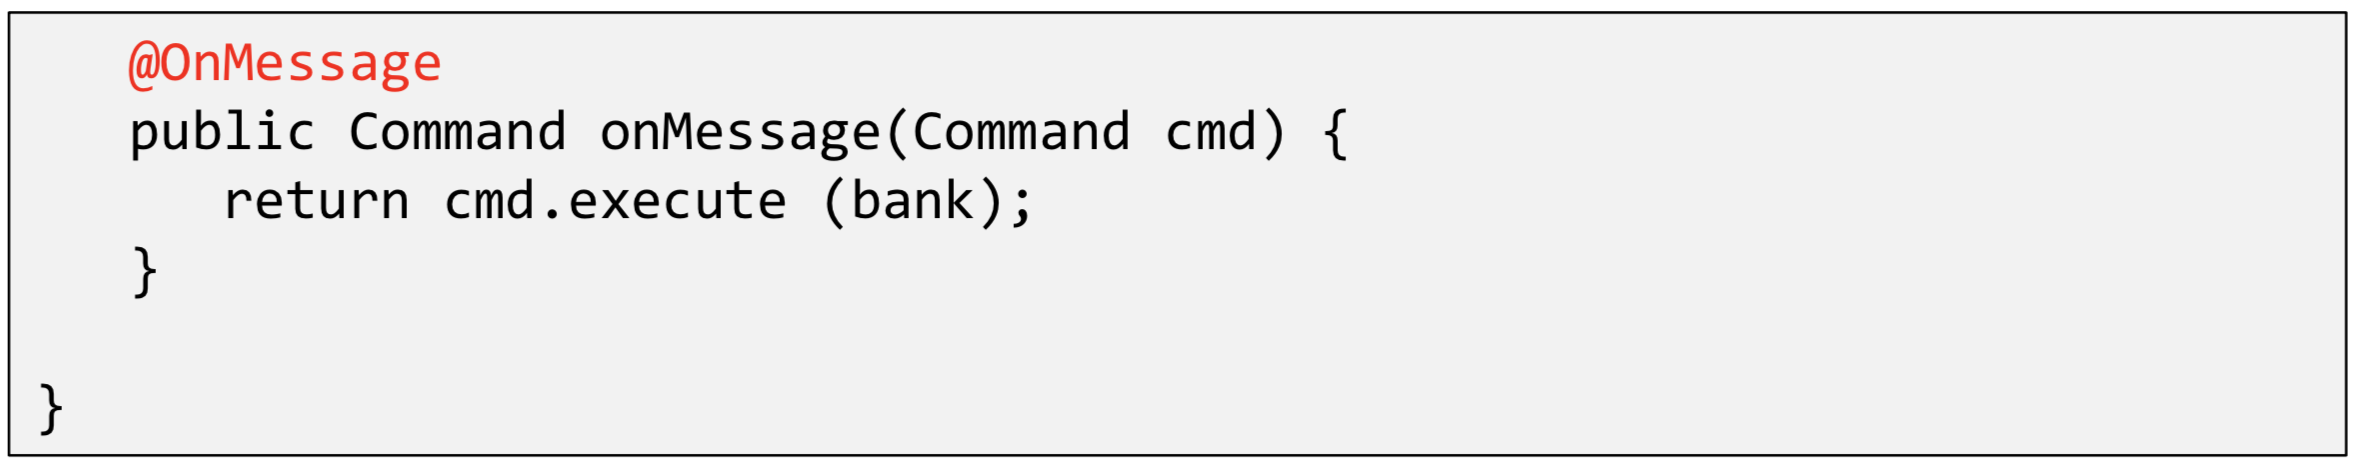 @OnMessage
public Command onMessage(Command cmd) {
return cmd.execute (bank);
}
}